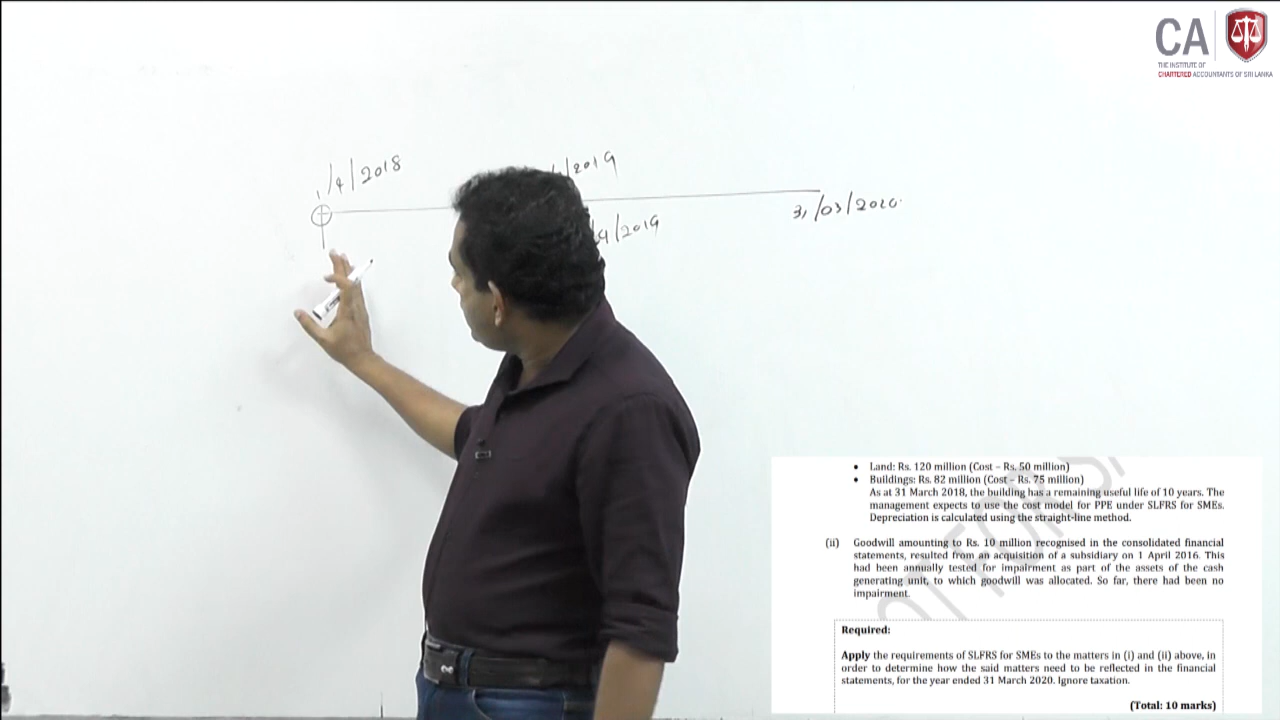 CA
THE INSTITUTE OF
CHARTERED ACCOUNTANTS OF SRI LANKA
1/4/2018
/2019
/2019
31/03/2020
• Land: Rs. 120 million (Cost – Rs. 50 million)
• Buildings: Rs. 82 million (Cost – Rs. 75 million)
As at 31 March 2018, the building has a remaining useful life of 10 years. The
management expects to use the cost model for PPE under SLFRS for SMEs.
Depreciation is calculated using the straight-line method.
(ii) Goodwill amounting to Rs. 10 million recognised in the consolidated financial
statements, resulted from an acquisition of a subsidiary on 1 April 2016. This
had been annually tested for impairment as part of the assets of the cash
generating unit, to which goodwill was allocated. So far, there had been no
impairment.
Required:
Apply the requirements of SLFRS for SMEs to the matters in (i) and (ii) above, in
order to determine how the said matters need to be reflected in the financial
statements, for the year ended 31 March 2020. Ignore taxation.
(Total: 10 marks)